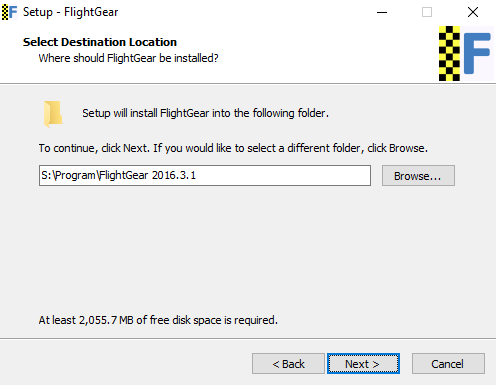 Setup - FlightGear
Select Destination Location
Where should FlightGear be installed?
F
Setup will install FlightGear into the following folder.
To continue, click Next. If you would like to select a different folder, click Browse.
S:\Program\FlightGear 2016.3.1
Browse...
At least 2,055.7 MB of free disk space is required.
< Back
Next >
Cancel